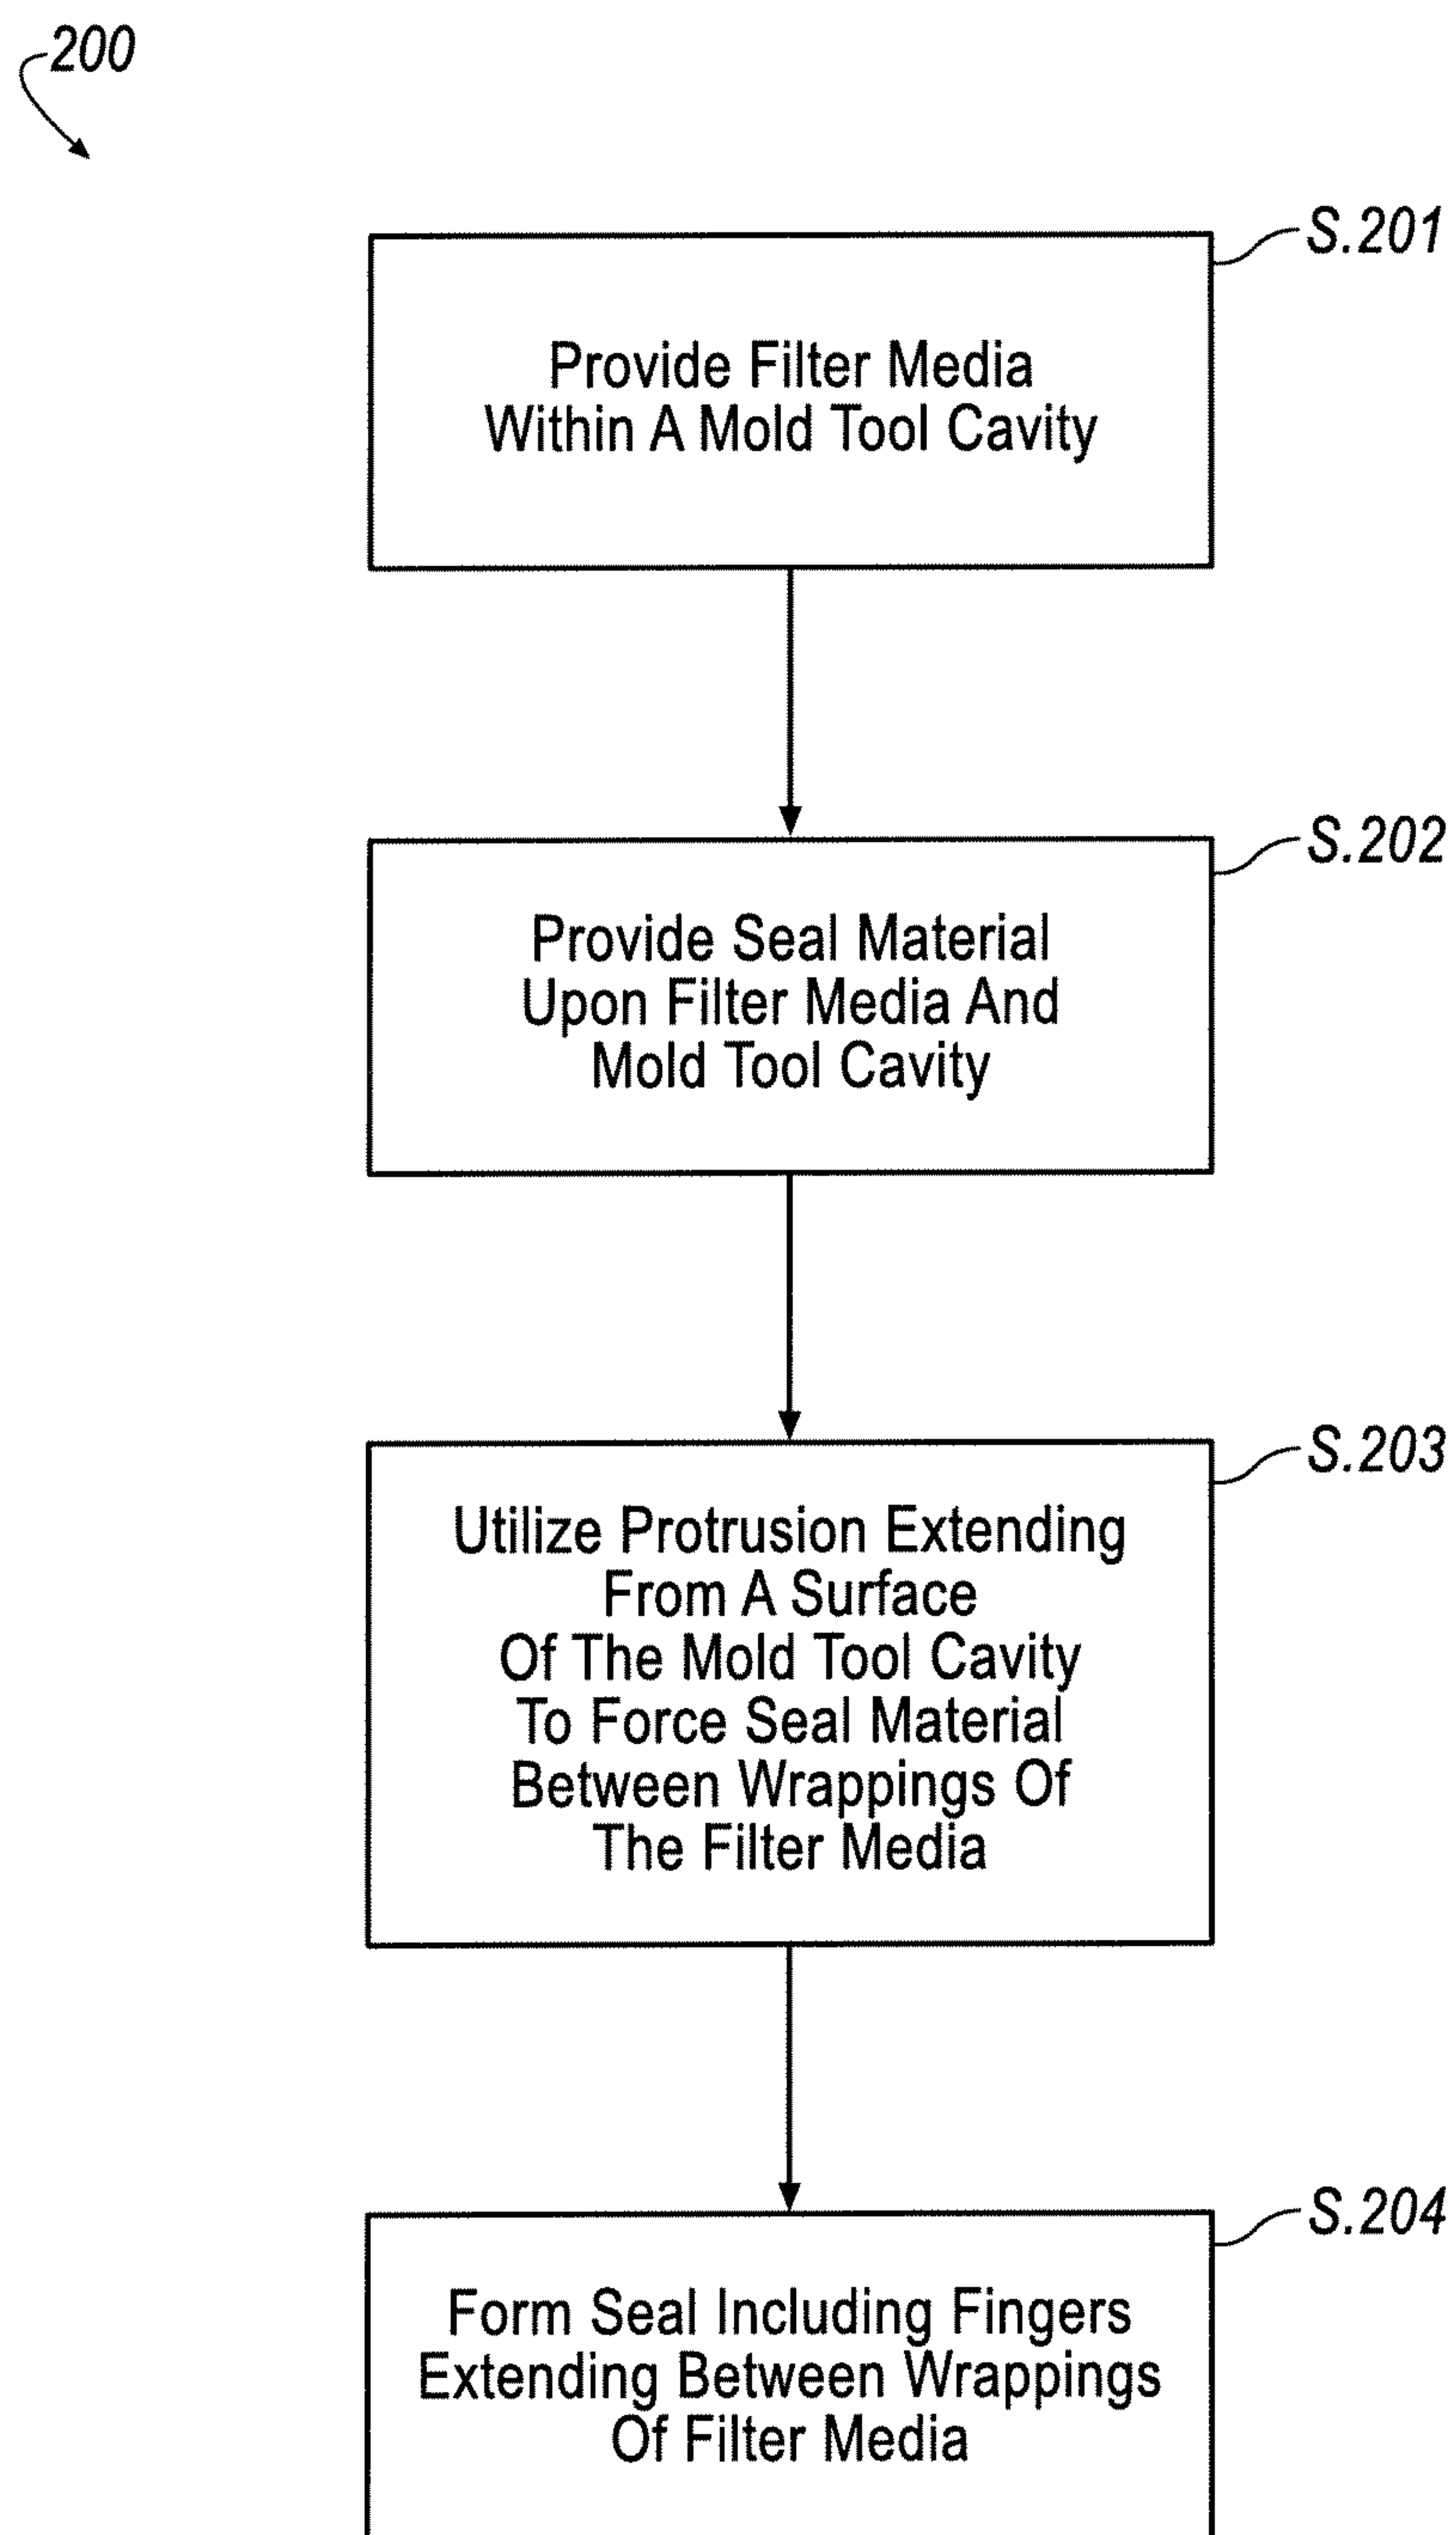 200
S.201
Provide Filter Media
Within A Mold Tool Cavity
S.202
Provide Seal Material
Upon Filter Media And
Mold Tool Cavity
S.203
Utilize Protrusion Extending
From A Surface
Of The Mold Tool Cavity
To Force Seal Material
Between Wrappings Of
The Filter Media
S.204
Form Seal Including Fingers
Extending Between Wrappings
Of Filter Media